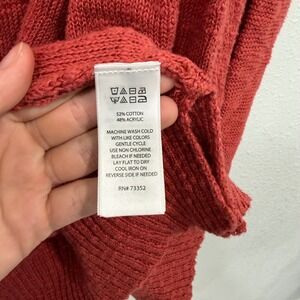 52% COTTON
48% ACRYLIC
MACHINE WASH COLD
WITH LIKE COLORS
GENTLE CYCLE
USE NON CHLORINE
BLEACH IF NEEDED
LAY FLAT TO DRY
COOL IRON ON
REVERSE SIDE IF NEEDED
RN# 73352